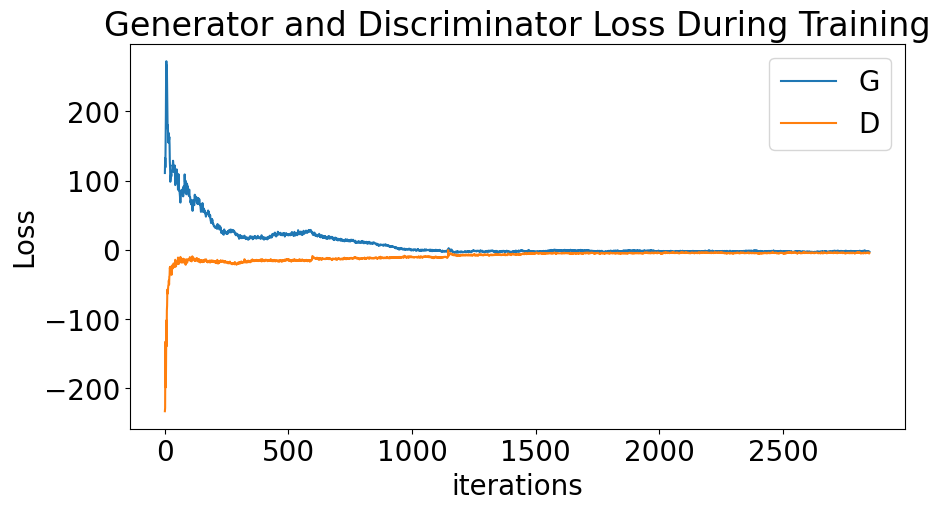 Generator and Discriminator Loss During Training
G
D
Loss
200
100
0
−100
−200
0 500 1000 1500 2000 2500
iterations